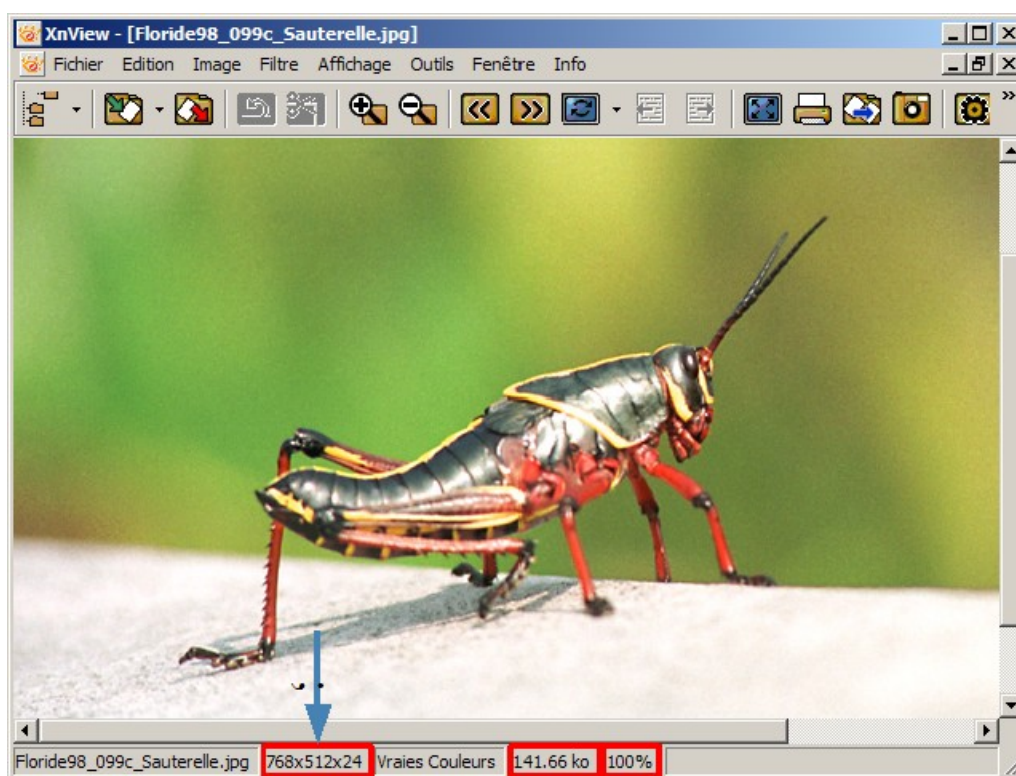 XnView - [Floride98_099c_Sauterelle.jpg]
Fichier Edition Image Filtre Affichage Outils Fenêtre Info
Floride98_099c_Sauterelle.jpg 768x512x24 Vraies Couleurs 141.66 ko 100%